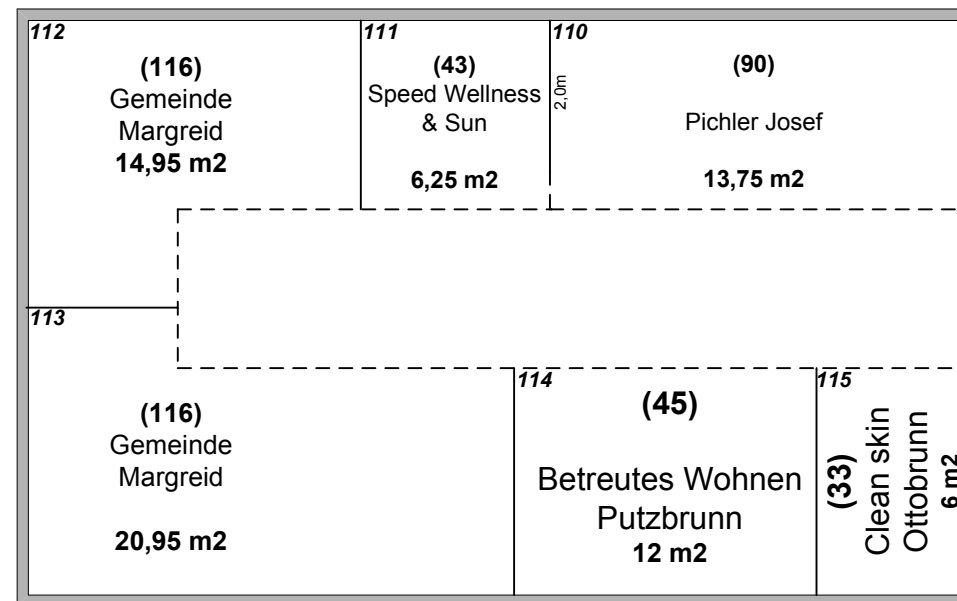 112
(116)
Gemeinde
Margreid
14,95 m2
111
(43)
Speed Wellness
& Sun
6,25 m2
110
2,0m
(90)
Pichler Josef
13,75 m2
113
(116)
Gemeinde
Margreid
20,95 m2
114
(45)
Betreutes Wohnen
Putzbrunn
12 m2
115
(33)
Clean skin
Ottobrunn
6 m2